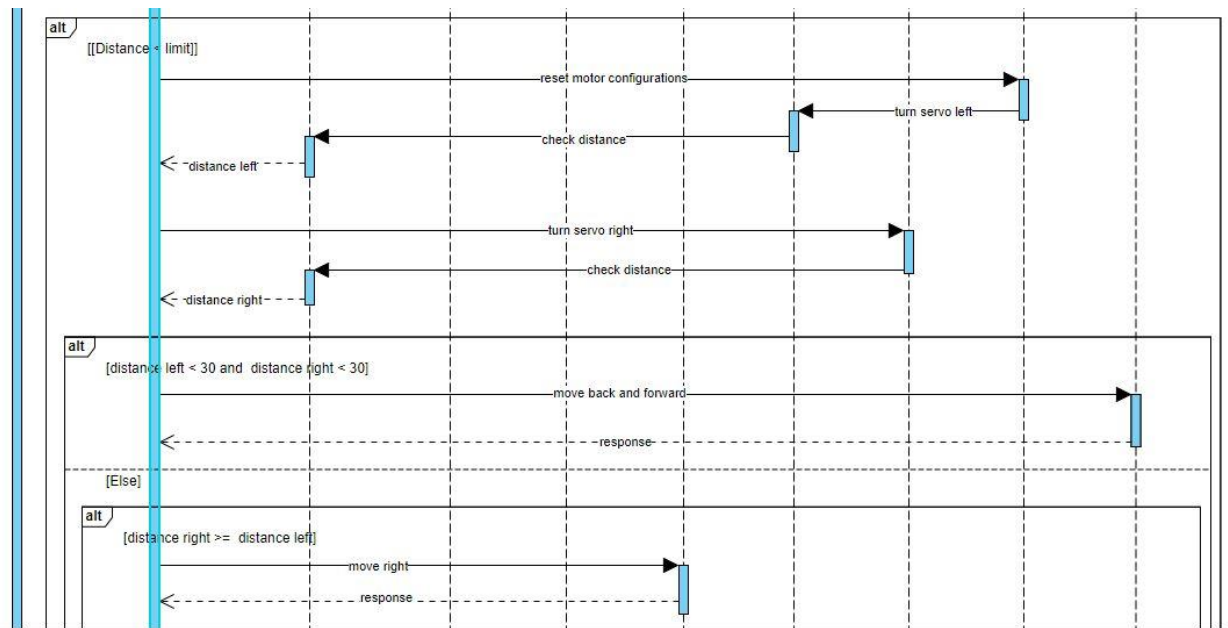 alt
[[Distance < limit]]
reset motor configurations
turn servo left
check distance
distance left
turn servo right
check distance
distance right
alt
[distance left < 30 and distance right < 30]
move back and forward
response
[Else]
alt
[distance right >= distance left]
move right
response